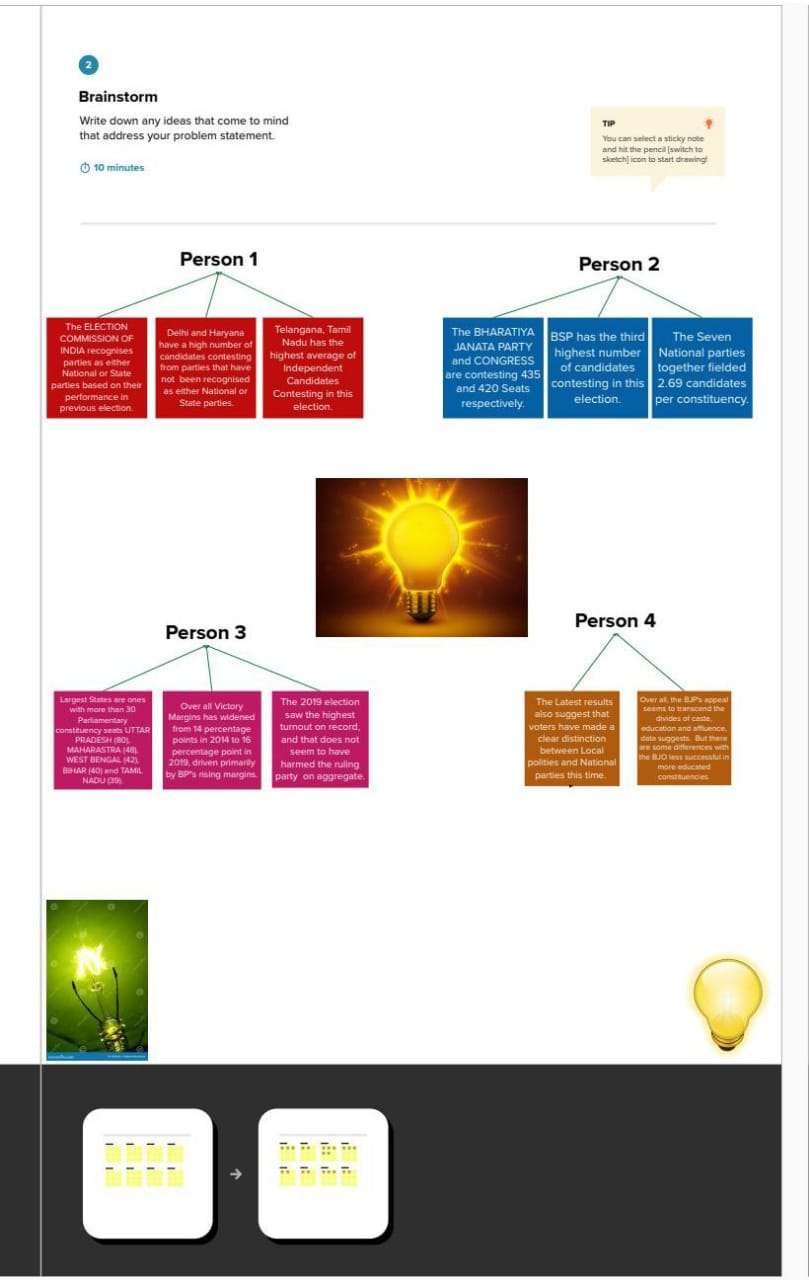 2
Brainstorm
Write down any ideas that come to mind
that address your problem statement.
10 minutes
TIP
You can select a sticky note
and hit the pencil [switch to
sketch] icon to start drawing!
Person 1
The ELECTION
COMMISSION OF
INDIA recognises
parties as either
National or State
parties based on their
performance in
previous election.
Delhi and Haryana
have a high number of
candidates contesting
from parties that have
not been recognised
as either National or
State parties.
Telangana, Tamil
Nadu has the
highest average of
Independent
Candidates
Contesting in this
election.
Person 2
The BHARATIYA
JANATA PARTY
and CONGRESS
are contesting 435
and 420 Seats
respectively.
BSP has the third
highest number
of candidates
contesting in this
election.
The Seven
National parties
together fielded
2.69 candidates
per constituency.
Person 3
Largest States are ones
with more than 30
Parliamentary
constituency seats UTTAR
PRADESH (80),
MAHARASTRA (48),
WEST BENGAL (42),
BIHAR (40) and TAMIL
NADU (39).
Over all Victory
Margins has widened
from 14 percentage
points in 2014 to 16
percentage point in
2019, driven primarily
by BP"s rising margins.
The 2019 election
saw the highest
turnout on record,
and that does not
seem to have
harmed the ruling
party on aggregate.
Person 4
The Latest results
also suggest that
voters have made a
clear distinction
between Local
polities and National
parties this time.
Over all, the BJP's appeal
seems to transcend the
divides of caste,
education and affluence,
data suggests. But there
are some differences with
the BJO less successful in
more educated
constituencies.